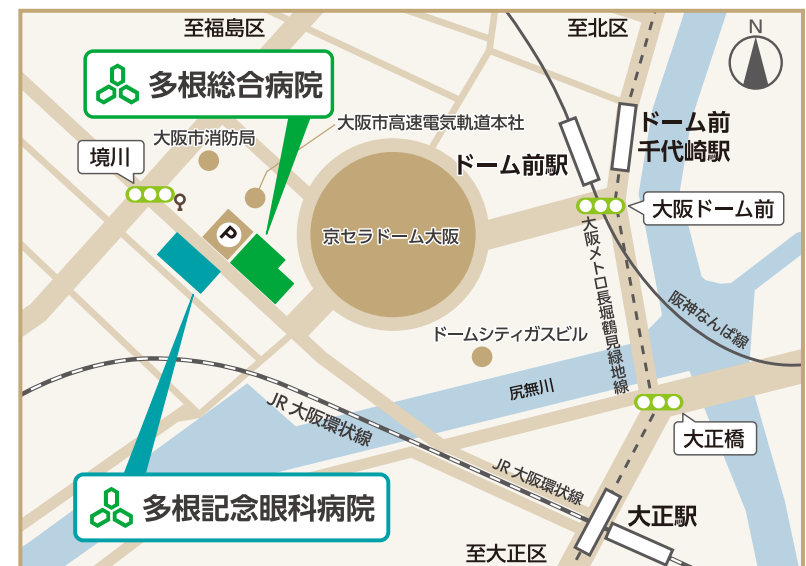 至福島区
至北区
N
多根総合病院
大阪市高速電気軌道本社
大阪市消防局
境川
ドーム前
千代崎駅
ドーム前駅
大阪ドーム前
P
京セラドーム大阪
大阪メトロ長堀鶴見緑地線
阪神なんば線
ドームシティガスビル
尻無川
JR大阪環状線
大正橋
JR大阪環状線
多根記念眼科病院
大正駅
至大正区